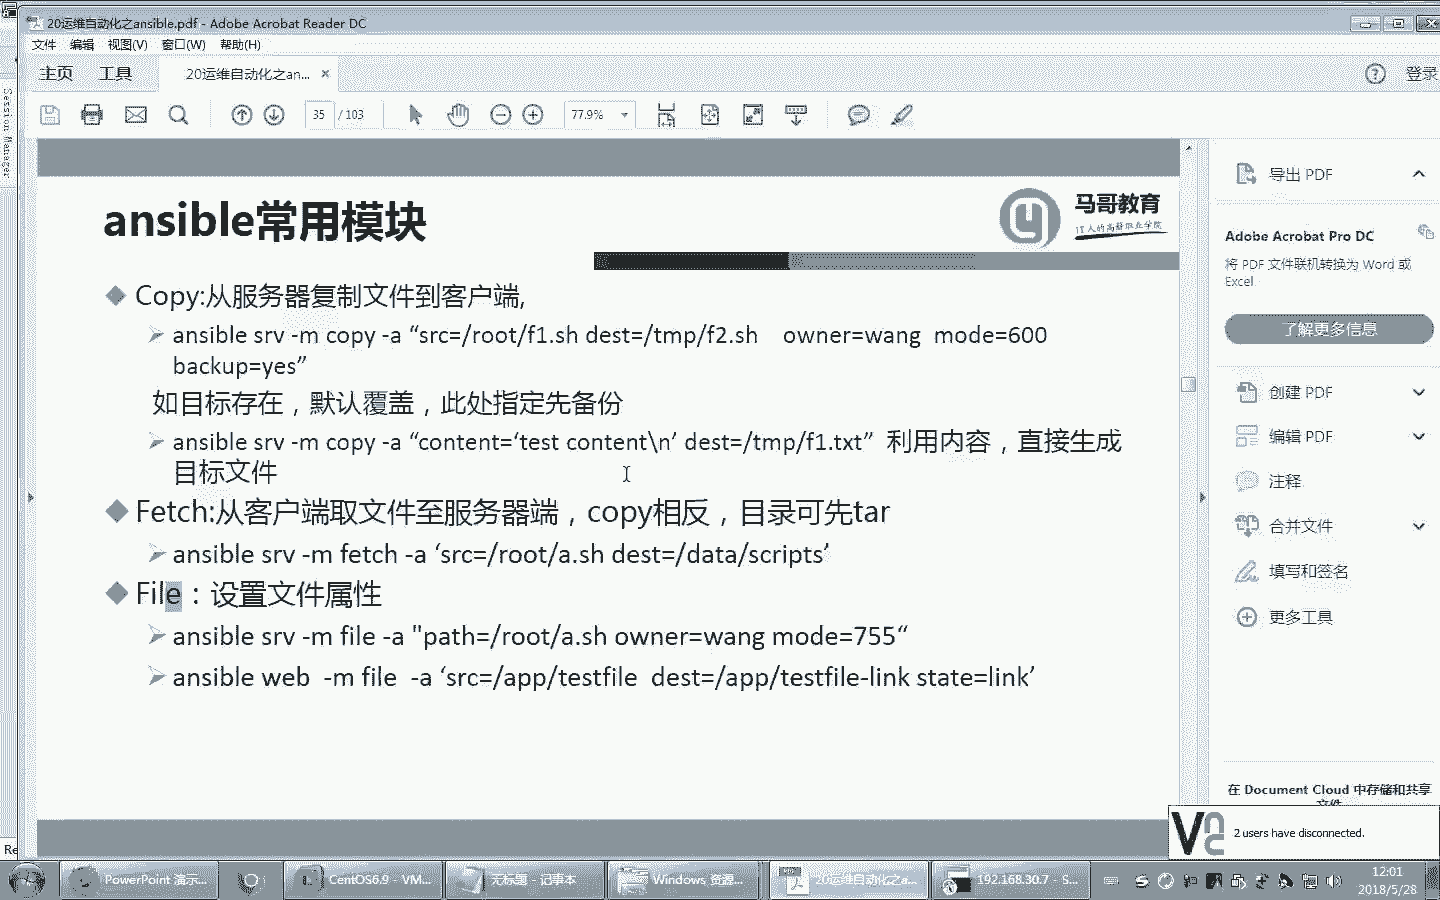 20运维自动化之ansible.pdf - Adobe Acrobat Reader DC
文件 编辑 视图(V) 窗口(W) 帮助(H)
主页 工具 20运维自动化之an... ×
登录
35 / 103 77.9%
Session Manager
ansible常用模块
马哥教育
IT人的高薪职业学院
Copy:从服务器复制文件到客户端,
ansible srv -m copy -a “src=/root/f1.sh dest=/tmp/f2.sh owner=wang mode=600
backup=yes”
如目标存在，默认覆盖，此处指定先备份
ansible srv -m copy -a “content=‘test content\n’ dest=/tmp/f1.txt” 利用内容，直接生成
目标文件
Fetch:从客户端取文件至服务器端，copy相反，目录可先tar
ansible srv -m fetch -a ‘src=/root/a.sh dest=/data/scripts’
File：设置文件属性
ansible srv -m file -a "path=/root/a.sh owner=wang mode=755“
ansible web -m file -a ‘src=/app/testfile dest=/app/testfile-link state=link’
导出 PDF
Adobe Acrobat Pro DC
将 PDF 文件联机转换为 Word 或
Excel.
了解更多信息
创建 PDF
编辑 PDF
注释
合并文件
填写和签名
更多工具
在 Document Cloud 中存储和共享
文件
2 users have disconnected.
Re
PowerPoint 演示... CentOS6.9 - VM... 无标题 - 记事本 Windows 资源... 20运维自动化之a... 192.168.30.7 - S...
12:01
2018/5/28